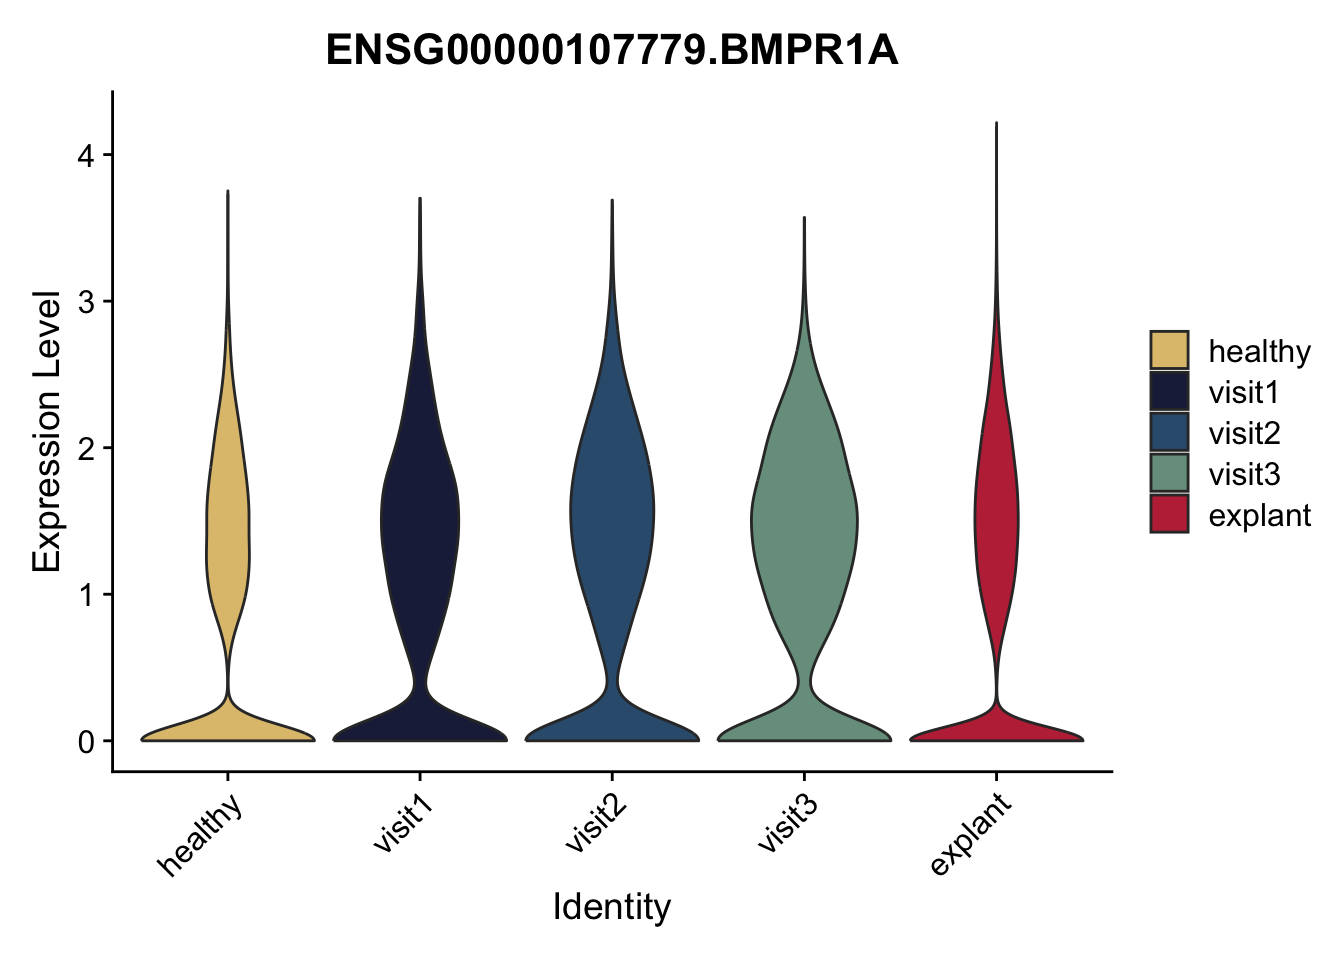 ENSG00000107779.BMPR1A
Expression Level
4
3
2
1
0
healthy
visit1
visit2
visit3
explant
Identity
healthy
visit1
visit2
visit3
explant